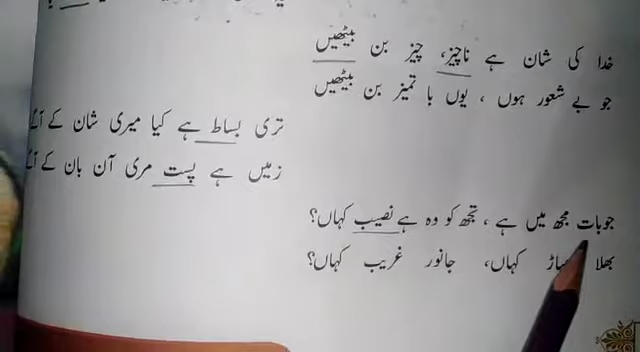 خدا کی شان ہے ناچیز، چیز بن بیٹھیں
جو بے شعور ہوں ، یوں با تمیز بن بیٹھیں
تری بساط ہے کیا میری شان کے آگے
زمیں ہے پست مری آن بان کے آگے
جو بات مجھ میں ہے ، تجھ کو وہ ہے نصیب کہاں؟
بھلا کہاں، جانور غریب کہاں؟